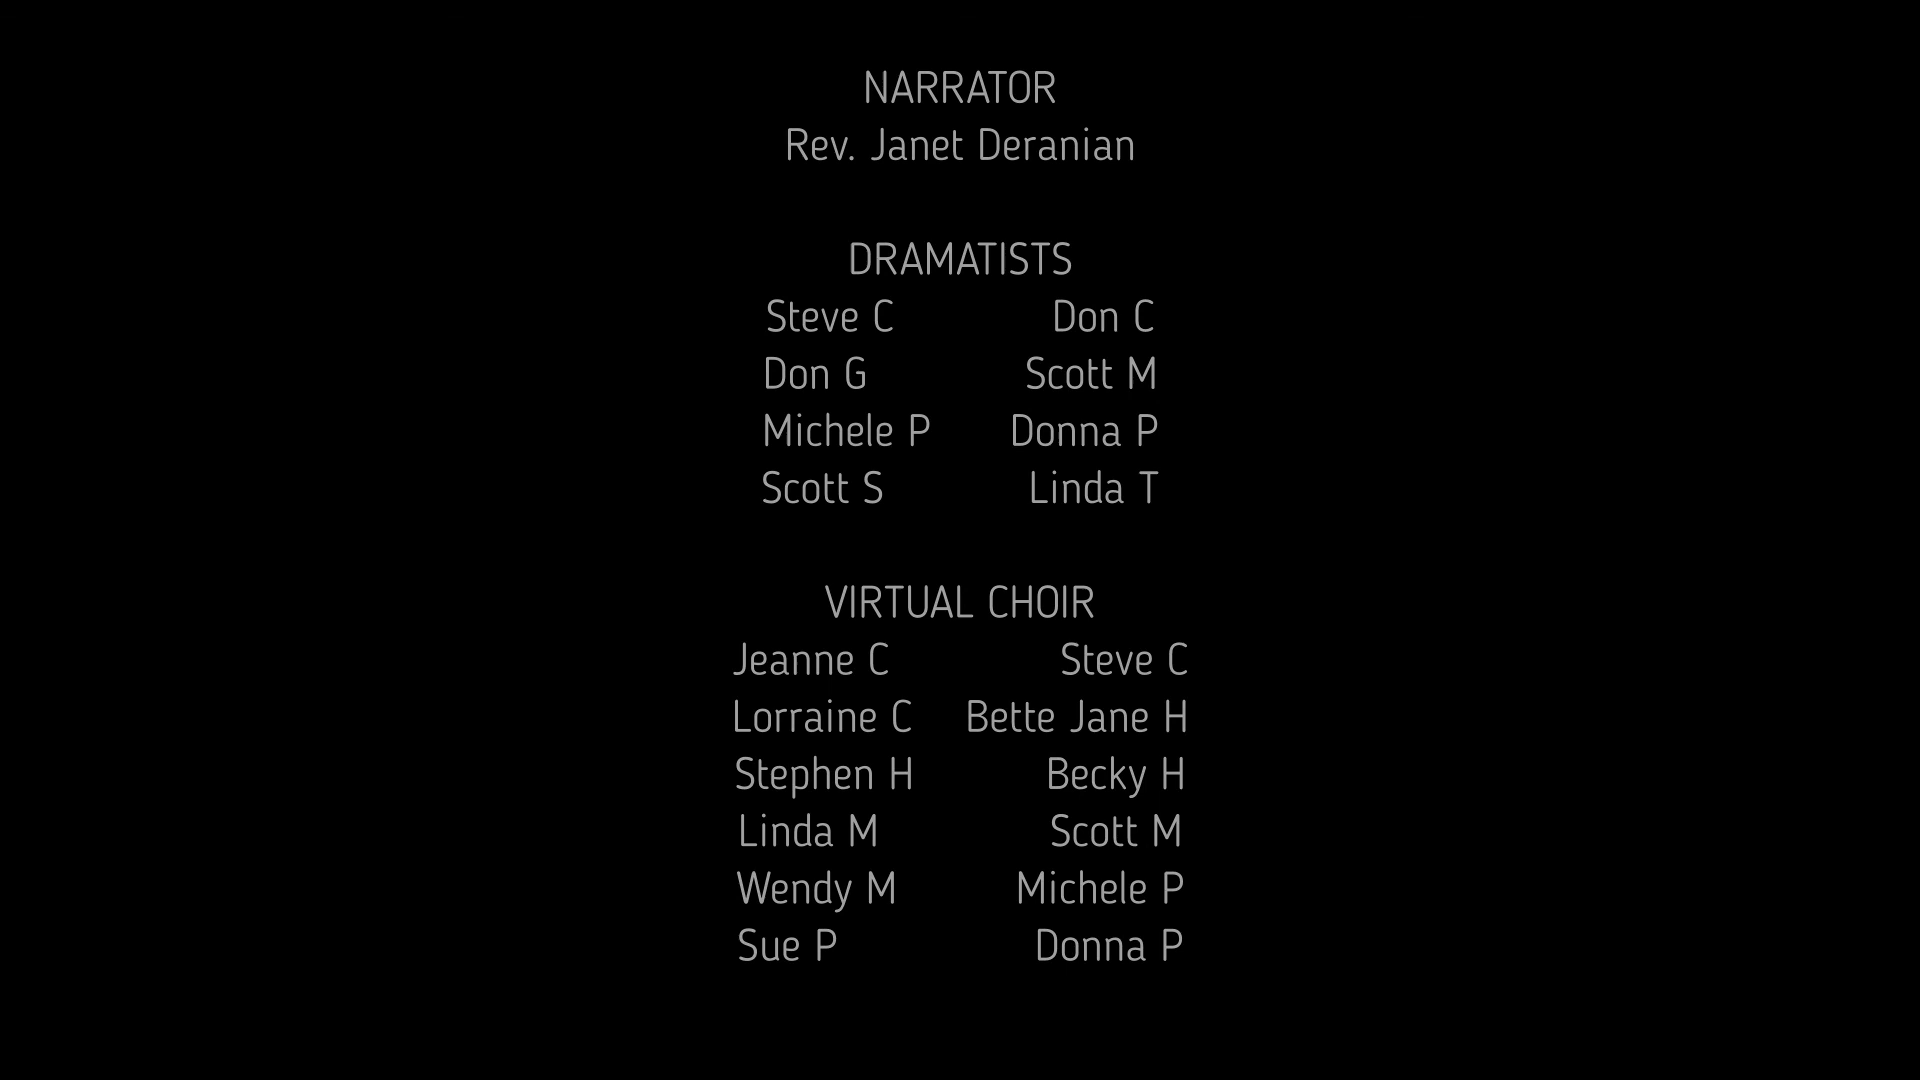 NARRATOR
Rev. Janet Deranian
DRAMATISTS
Steve C Don C
Don G Scott M
Michele P Donna P
Scott S Linda T
VIRTUAL CHOIR
Jeanne C Steve C
Lorraine C Bette Jane H
Stephen H Becky H
Linda M Scott M
Wendy M Michele P
Sue P Donna P